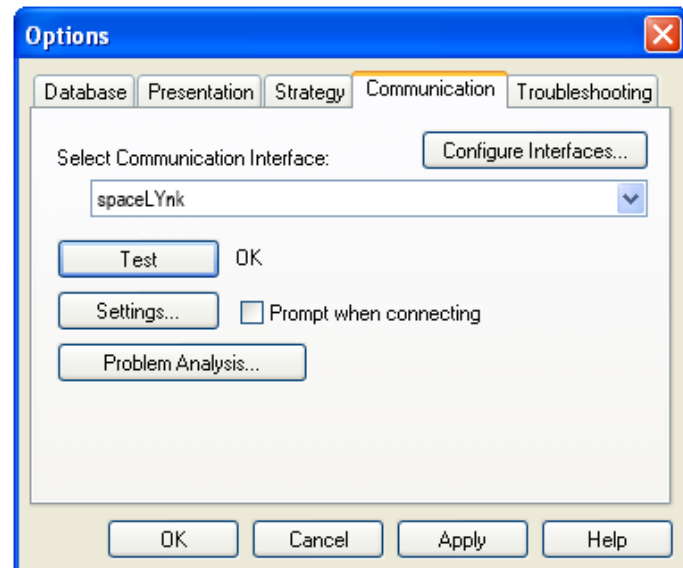 Options
Database Presentation Strategy Communication Troubleshooting
Select Communication Interface: Configure Interfaces...
spaceLYnk
Test OK
Settings... Prompt when connecting
Problem Analysis...
OK Cancel Apply Help